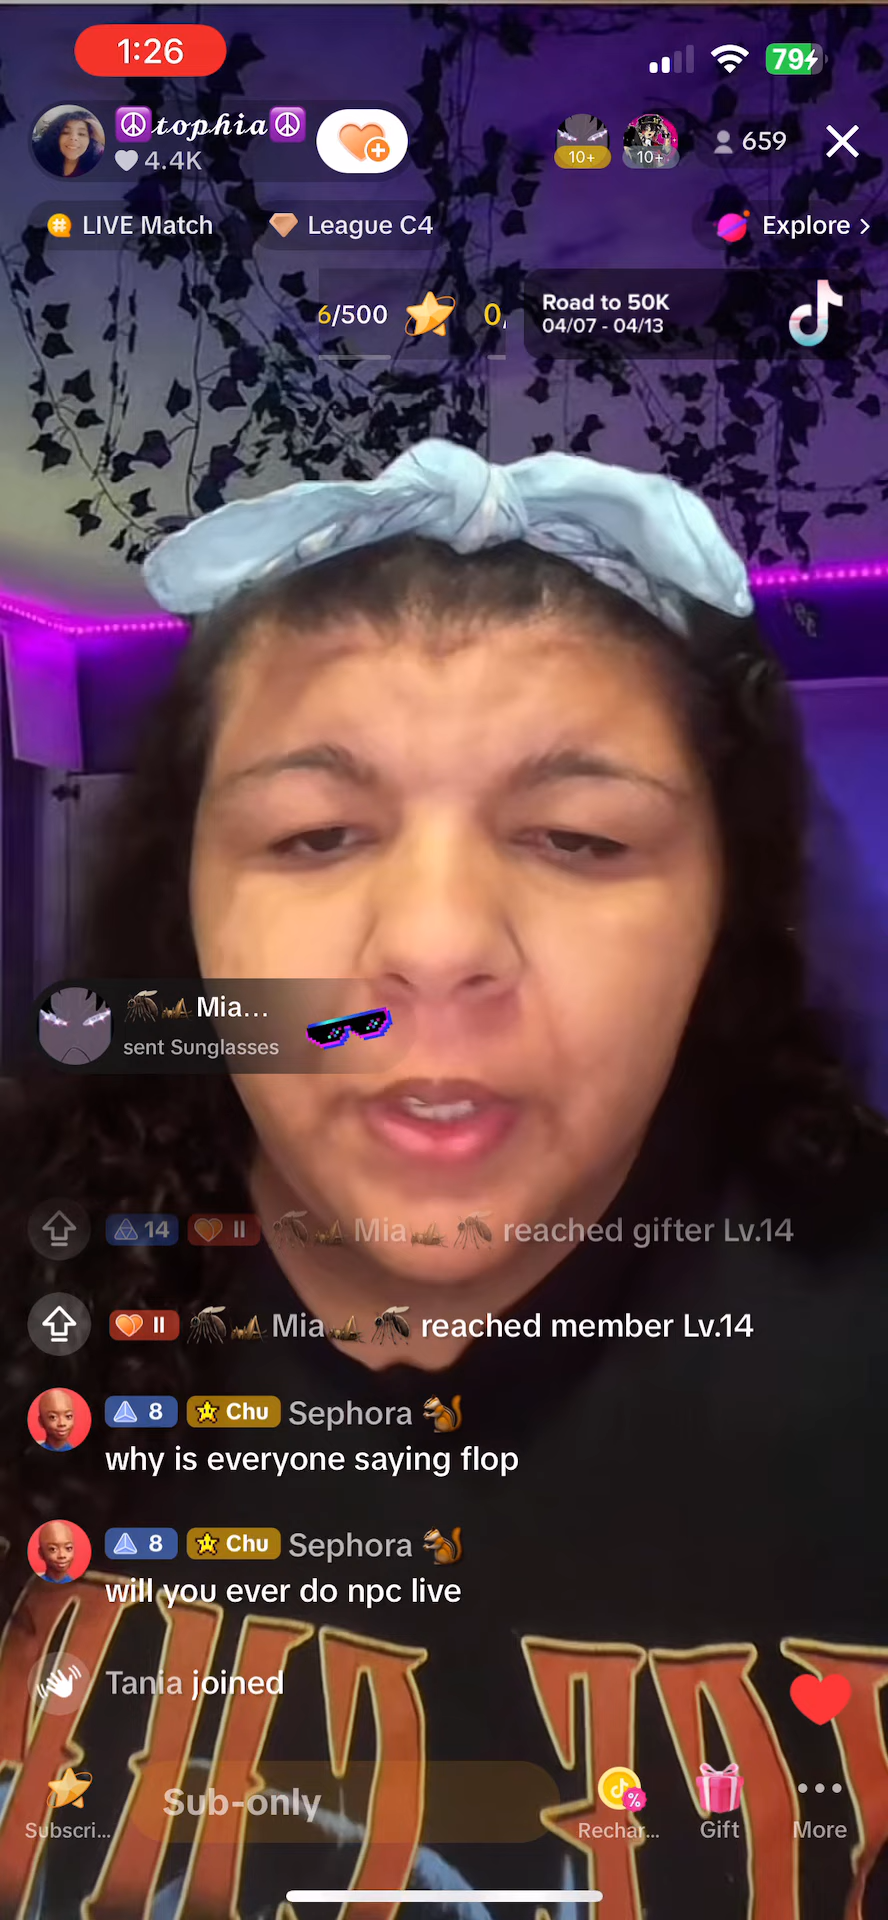 1:26
79
☮tophia☮
4.4K
10+
10+
659
LIVE Match
League C4
Explore >
6/500
0
Road to 50K
04/07 - 04/13
Mia...
sent Sunglasses
14 II Mia reached gifter Lv.14
II Mia reached member Lv.14
8 Chu Sephora 🐿️
why is everyone saying flop
8 Chu Sephora 🐿️
will you ever do npc live
Tania joined
Sub-only
%
Subscri...
Rechar...
Gift
More